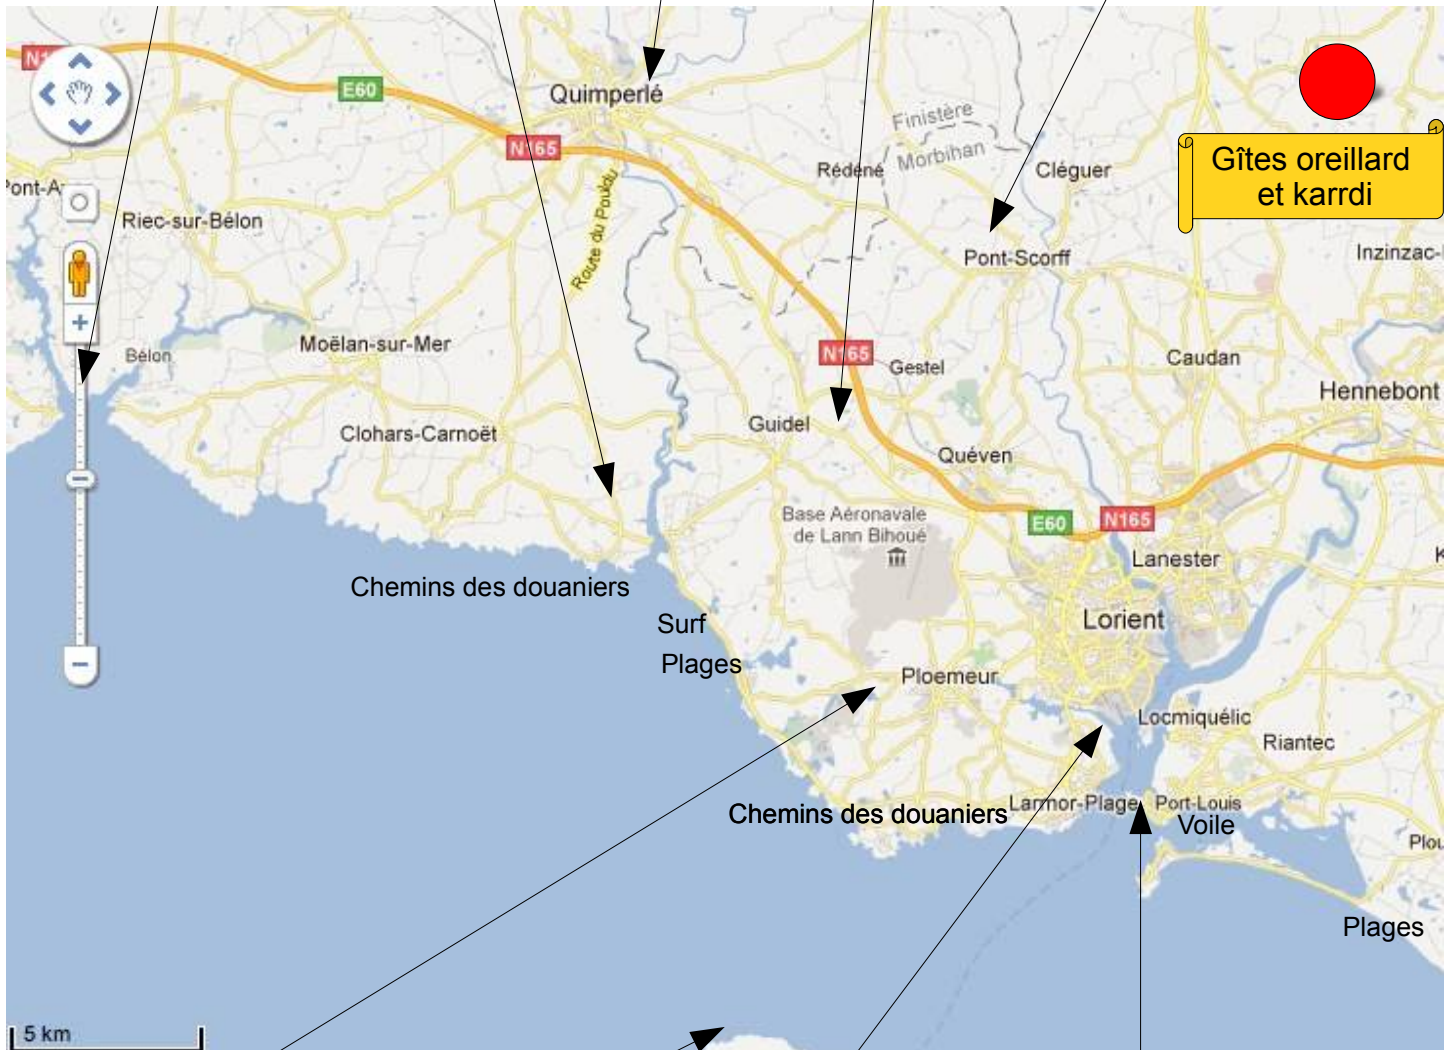 N1
E60
Quimperlé
N165
Finistère
Morbihan
Rédéné
Cléguer
Gîtes oreillard
et karrdi
Pont-A
Riec-sur-Bélon
Route du Pouldu
Pont-Scorff
Inzinzac-
Bélon
Moëlan-sur-Mer
N165
Gestel
Caudan
Hennebont
Clohars-Carnoët
Guidel
Quéven
Base Aéronavale
de Lann Bihoué
E60
N165
Lanester
K
Chemins des douaniers
Surf
Plages
Lorient
Ploemeur
Locmiquélic
Riantec
Chemins des douaniers
Larmor-Plage
Port-Louis
Voile
Plou
Plages
5 km